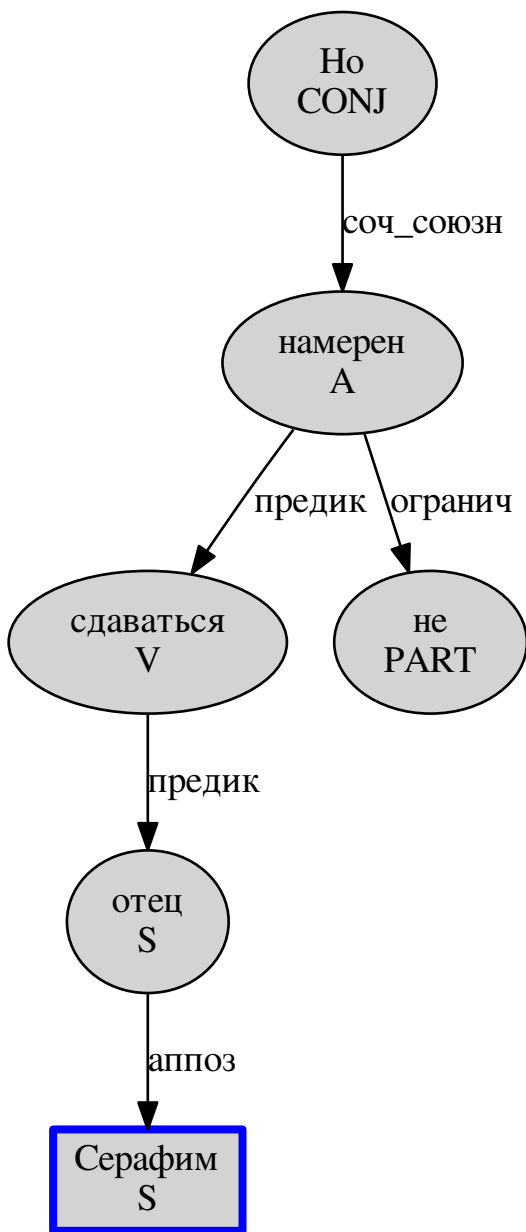 Но
CONJ
соч_союзн
намерен
A
предик
огранич
сдаваться
V
не
PART
предик
отец
S
аппоз
Серафим
S